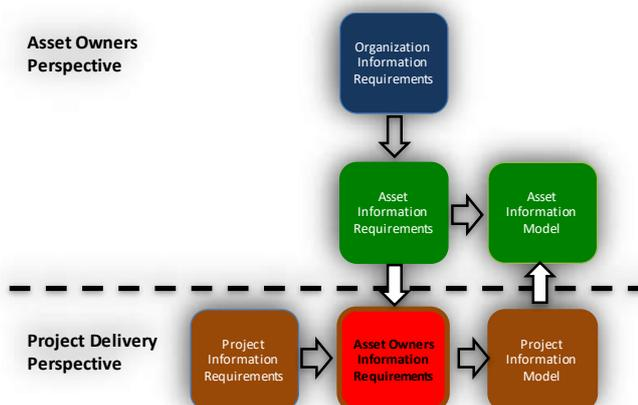 Asset Owners
Perspective
Organization
Information
Requirements
Asset
Information
Requirements
Asset
Information
Model
Project Delivery
Perspective
Project
Information
Requirements
Asset Owners
Information
Requirements
Project
Information
Model